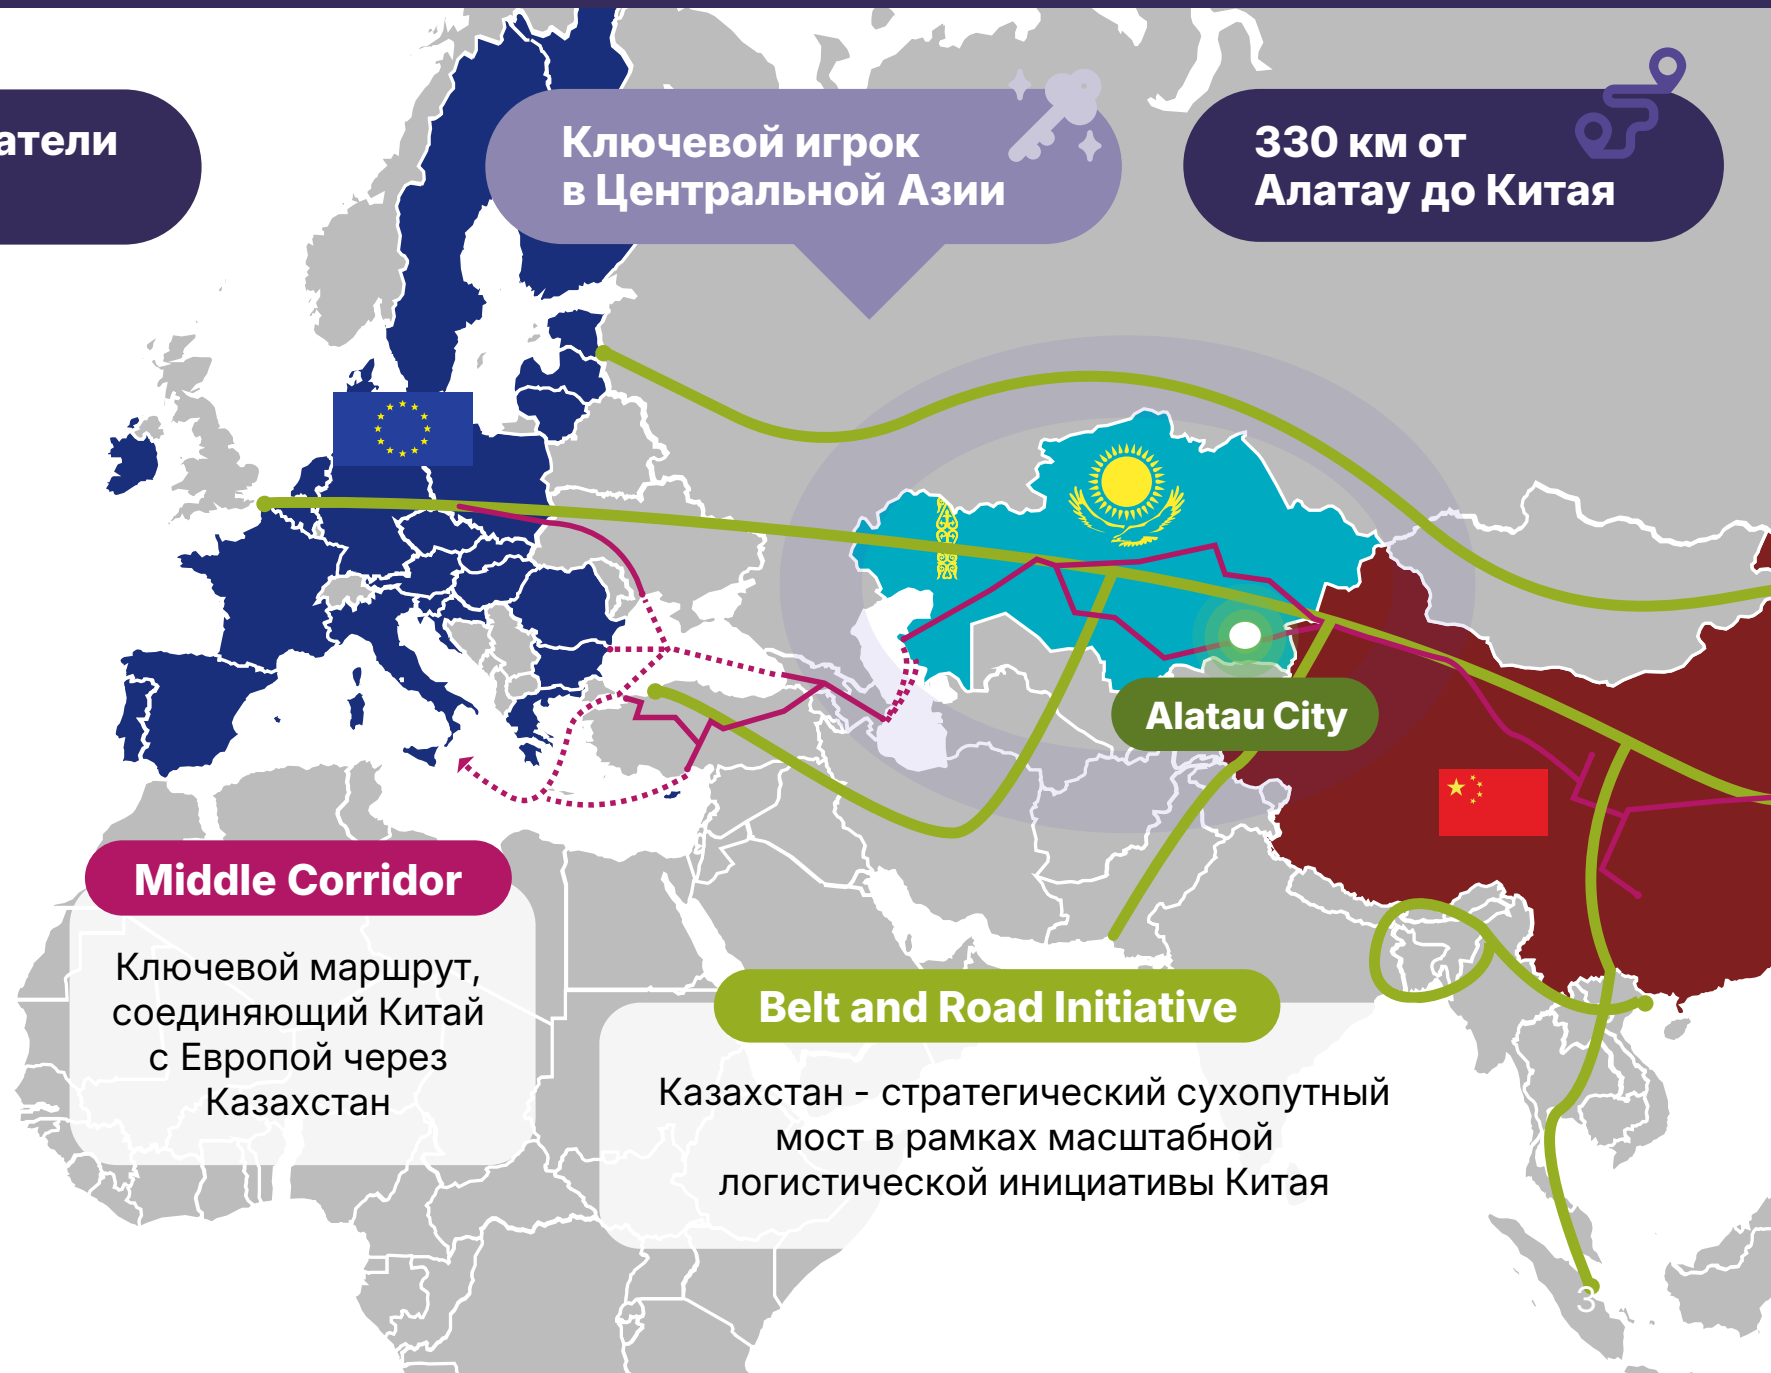 Ключевой игрок
в Центральной Азии
330 км от
Алатау до Китая
Alatau City
Middle Corridor
Ключевой маршрут,
соединяющий Китай
с Европой через
Казахстан
Belt and Road Initiative
Казахстан - стратегический сухопутный
мост в рамках масштабной
логистической инициативы Китая
3